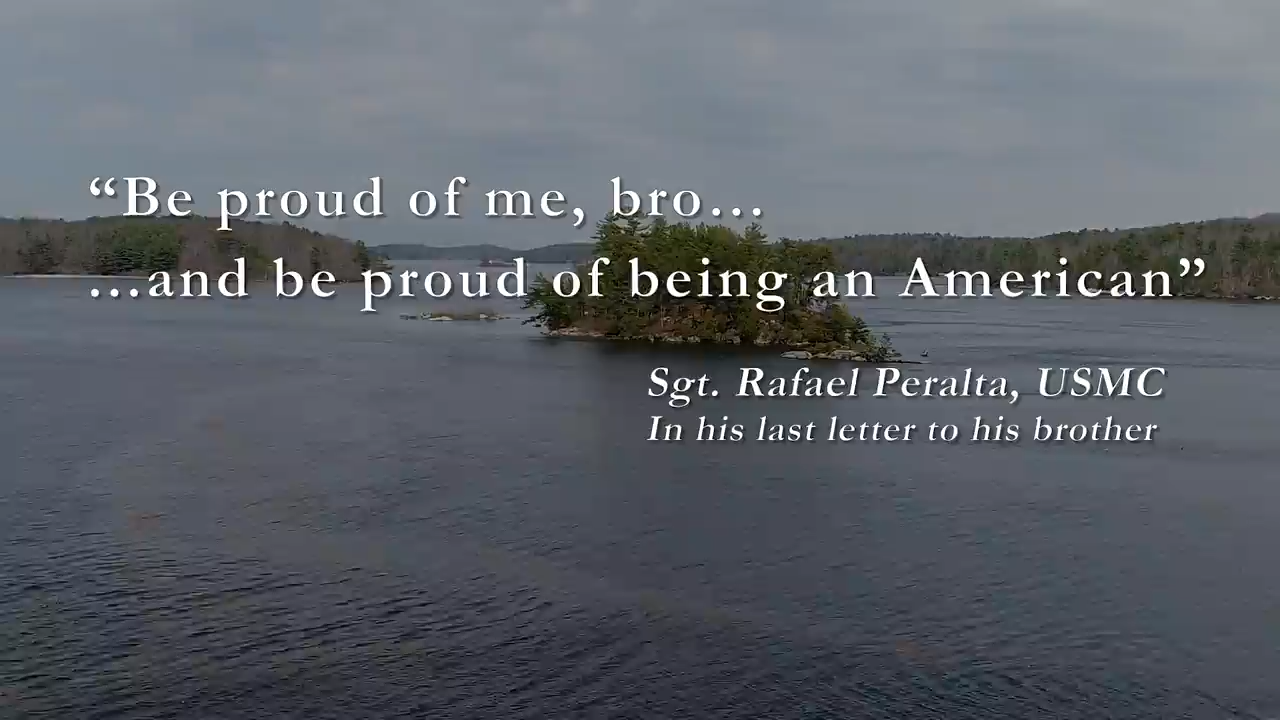 “Be proud of me, bro…
…and be proud of being an American”
Sgt. Rafael Peralta, USMC
In his last letter to his brother